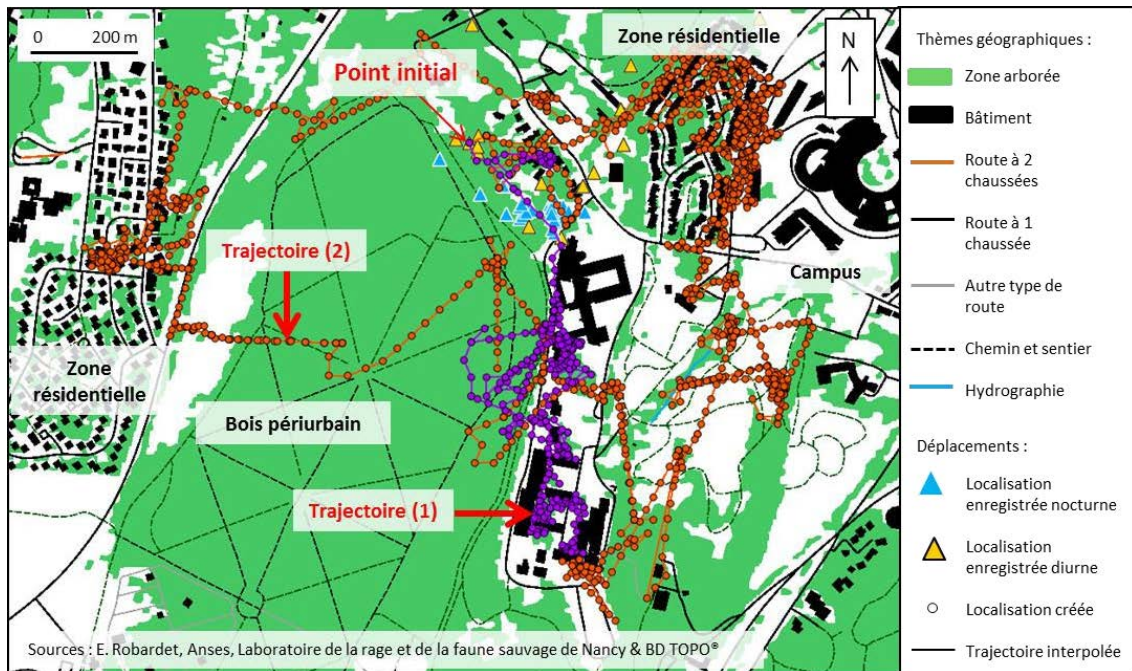 0 200 m
Zone résidentielle
N
Point initial
Trajectoire (2)
Campus
Zone
résidentielle
Bois périurbain
Trajectoire (1)
Sources : E. Robardet, Anses, Laboratoire de la rage et de la faune sauvage de Nancy & BD TOPO®
Thèmes géographiques :
Zone arborée
Bâtiment
Route à 2
chaussées
Route à 1
chaussée
Autre type de
route
Chemin et sentier
Hydrographie
Déplacements :
Localisation
enregistrée nocturne
Localisation
enregistrée diurne
Localisation créée
Trajectoire interpolée